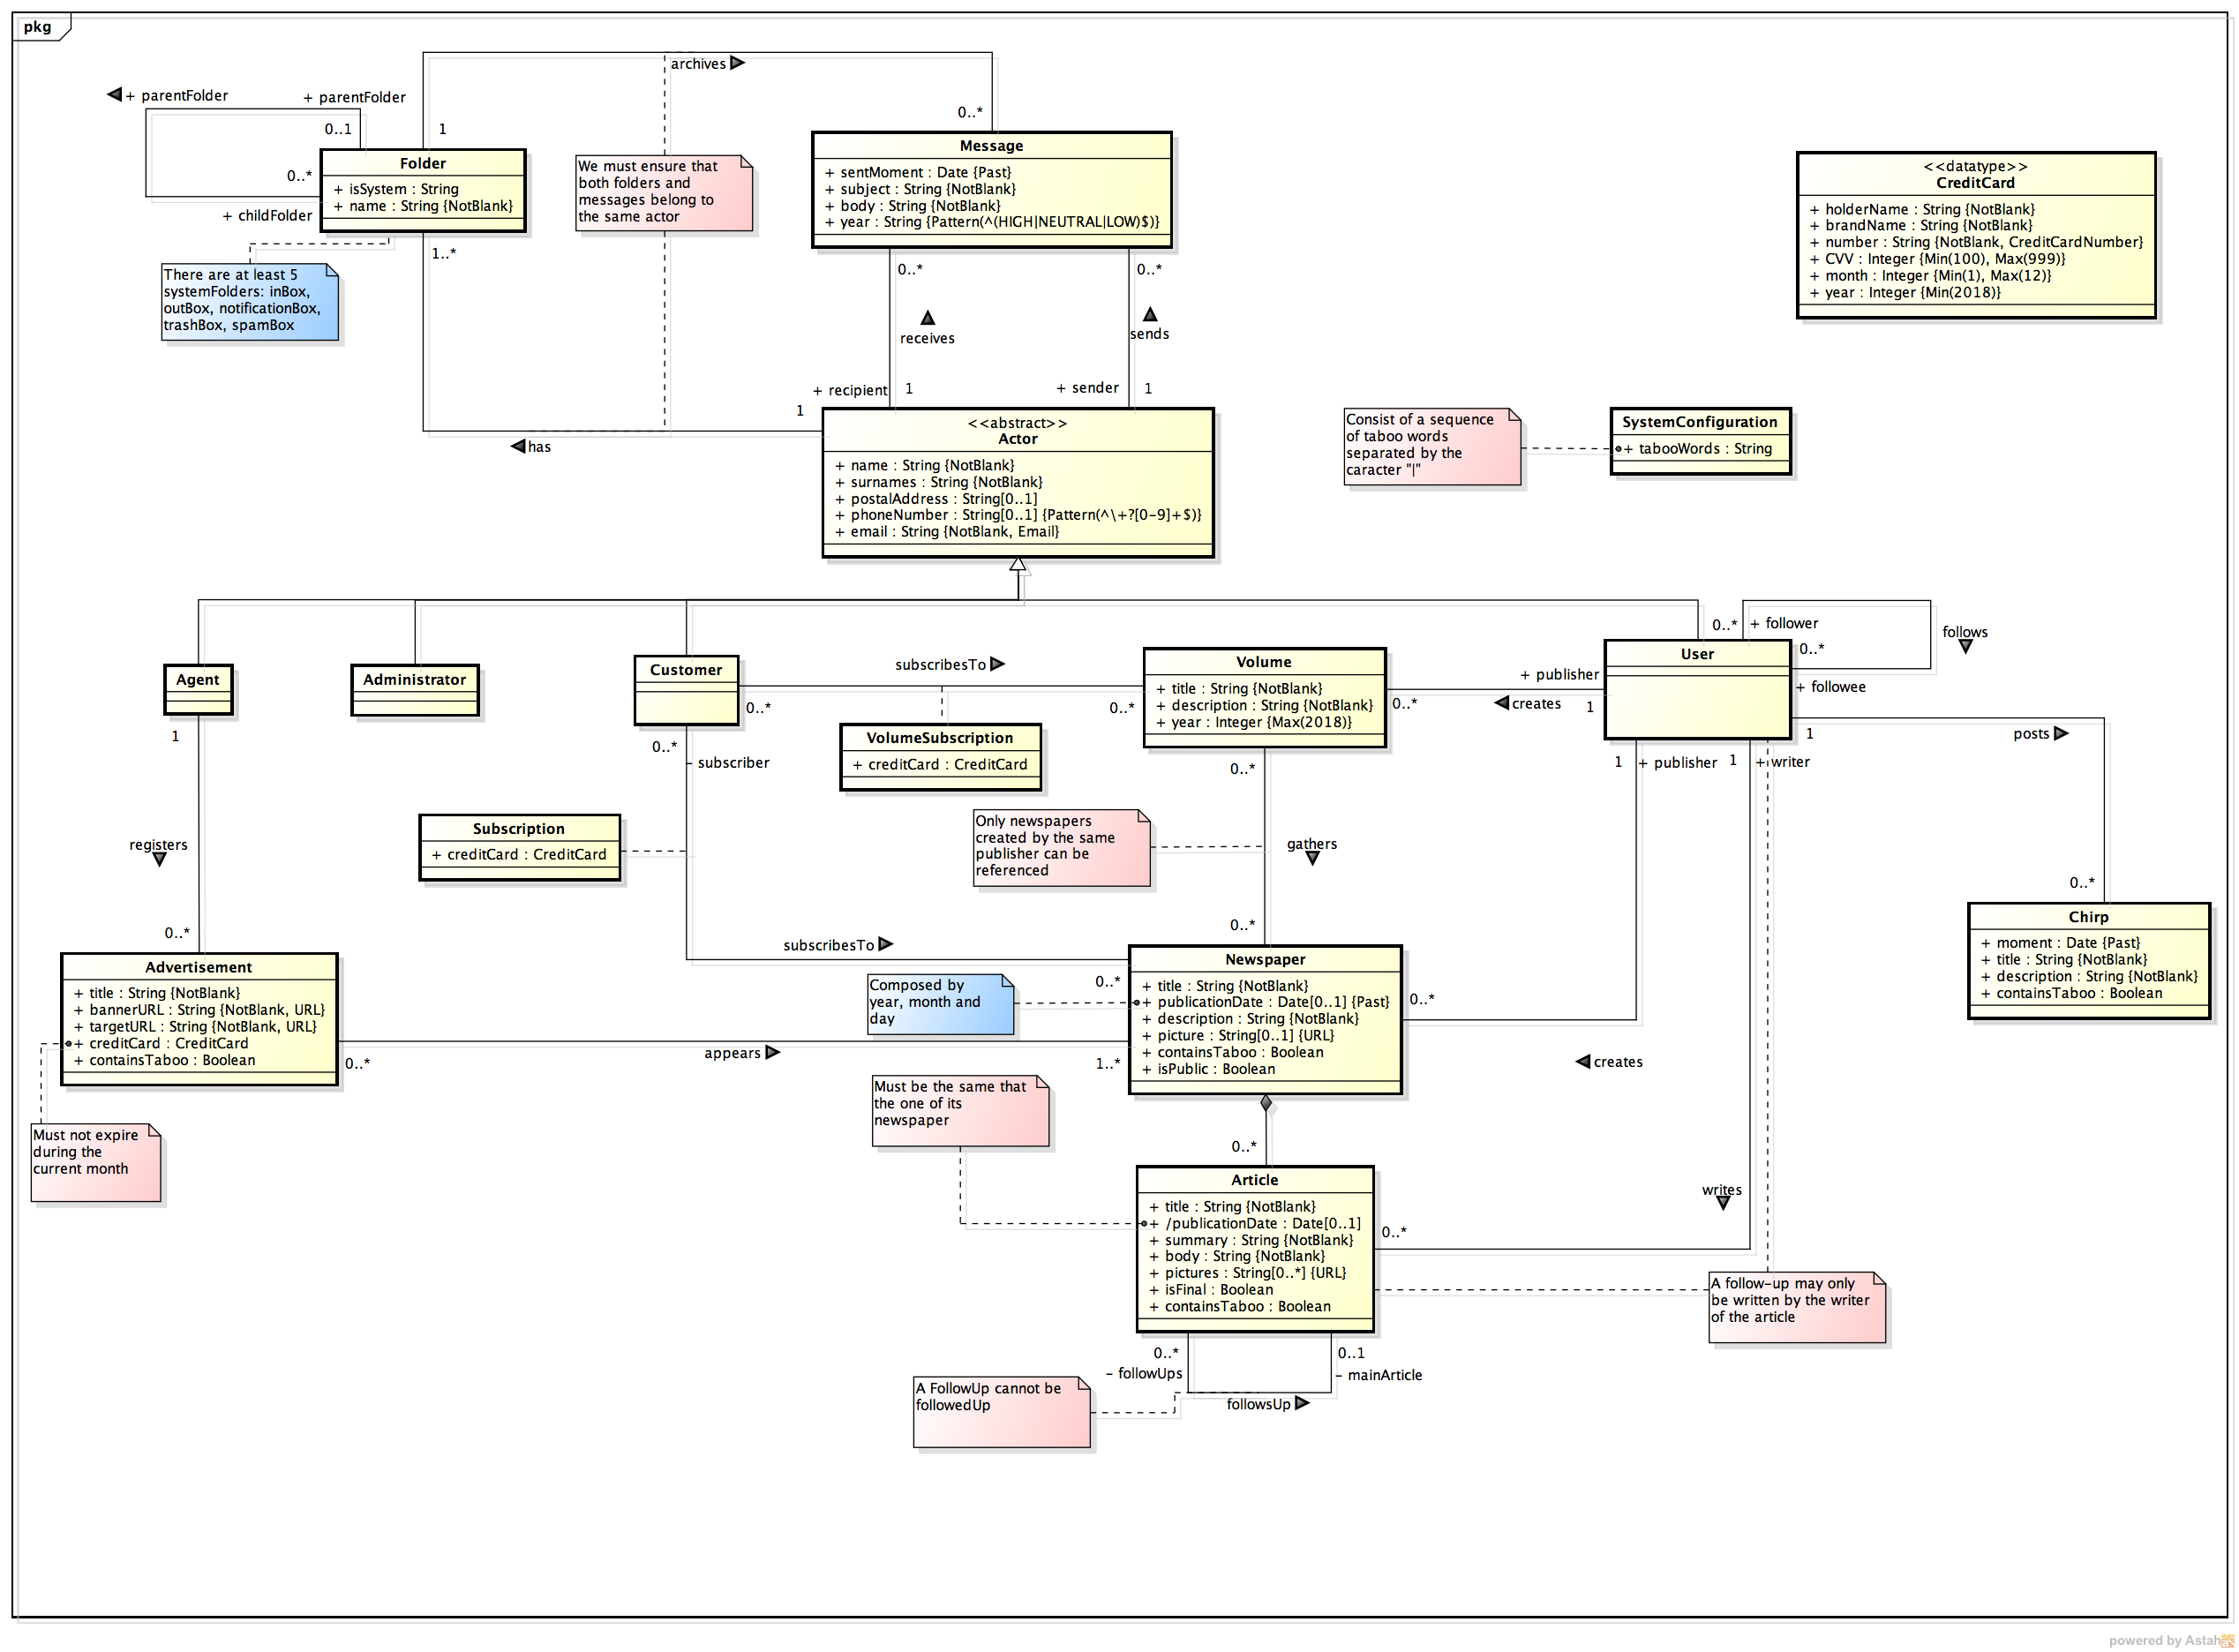 pkg
archives
+ parentFolder
+ parentFolder
0..1
1
0..*
0..*
+ childFolder
Folder
+ isSystem : String
+ name : String {NotBlank}
1..*
There are at least 5
systemFolders: inBox,
outBox, notificationBox,
trashBox, spamBox
We must ensure that
both folders and
messages belong to
the same actor
Message
+ sentMoment : Date {Past}
+ subject : String {NotBlank}
+ body : String {NotBlank}
+ year : String {Pattern(^(HIGH|NEUTRAL|LOW)$)}
<<datatype>>
CreditCard
+ holderName : String {NotBlank}
+ brandName : String {NotBlank}
+ number : String {NotBlank, CreditCardNumber}
+ CVV : Integer {Min(100), Max(999)}
+ month : Integer {Min(1), Max(12)}
+ year : Integer {Min(2018)}
0..*
0..*
receives
sends
+ recipient
1
+ sender
1
1
has
<<abstract>>
Actor
+ name : String {NotBlank}
+ surnames : String {NotBlank}
+ postalAddress : String[0..1]
+ phoneNumber : String[0..1] {Pattern(^\+?[0-9]+$)}
+ email : String {NotBlank, Email}
Consist of a sequence
of taboo words
separated by the
caracter "|"
SystemConfiguration
+ tabooWords : String
Agent
1
Administrator
Customer
0..*
0..*
- subscriber
subscribesTo
0..*
VolumeSubscription
+ creditCard : CreditCard
Volume
+ title : String {NotBlank}
+ description : String {NotBlank}
+ year : Integer {Max(2018)}
0..*
0..*
+ publisher
creates
1
User
0..*
+ follower
follows
0..*
+ followee
1
posts
1
+ publisher
1
+ writer
Subscription
+ creditCard : CreditCard
registers
0..*
Only newspapers
created by the same
publisher can be
referenced
gathers
0..*
0..*
Chirp
+ moment : Date {Past}
+ title : String {NotBlank}
+ description : String {NotBlank}
+ containsTaboo : Boolean
subscribesTo
0..*
Advertisement
+ title : String {NotBlank}
+ bannerURL : String {NotBlank, URL}
+ targetURL : String {NotBlank, URL}
+ creditCard : CreditCard
+ containsTaboo : Boolean
0..*
appears
1..*
Composed by
year, month and
day
Newspaper
+ title : String {NotBlank}
+ publicationDate : Date[0..1] {Past}
+ description : String {NotBlank}
+ picture : String[0..1] {URL}
+ containsTaboo : Boolean
+ isPublic : Boolean
0..*
creates
Must not expire
during the
current month
Must be the same that
the one of its
newspaper
0..*
Article
+ title : String {NotBlank}
+ /publicationDate : Date[0..1]
+ summary : String {NotBlank}
+ body : String {NotBlank}
+ pictures : String[0..*] {URL}
+ isFinal : Boolean
+ containsTaboo : Boolean
0..*
writes
A follow-up may only
be written by the writer
of the article
0..*
- followUps
0..1
- mainArticle
followsUp
A FollowUp cannot be
followedUp
powered by Astah